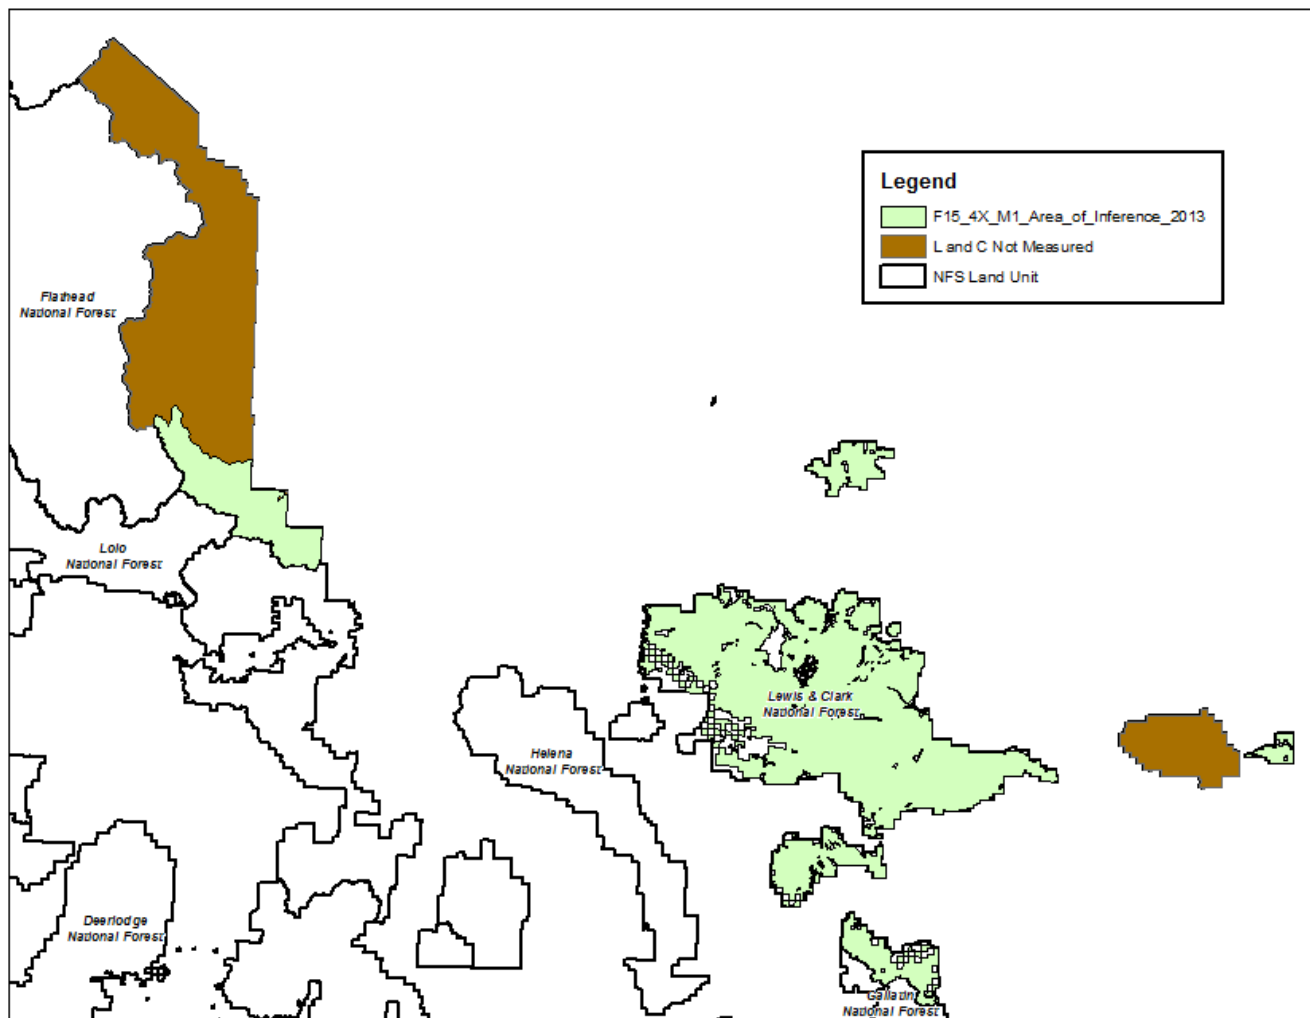 Legend
F15_4X_M1_Area_of_Inference_2013
L and C Not Measured
NFS Land Unit
Flathead
National Forest
Lolo
National Forest
Lewis & Clark
National Forest
Helena
National Forest
Deerlodge
National Forest
Gallatin
National Forest